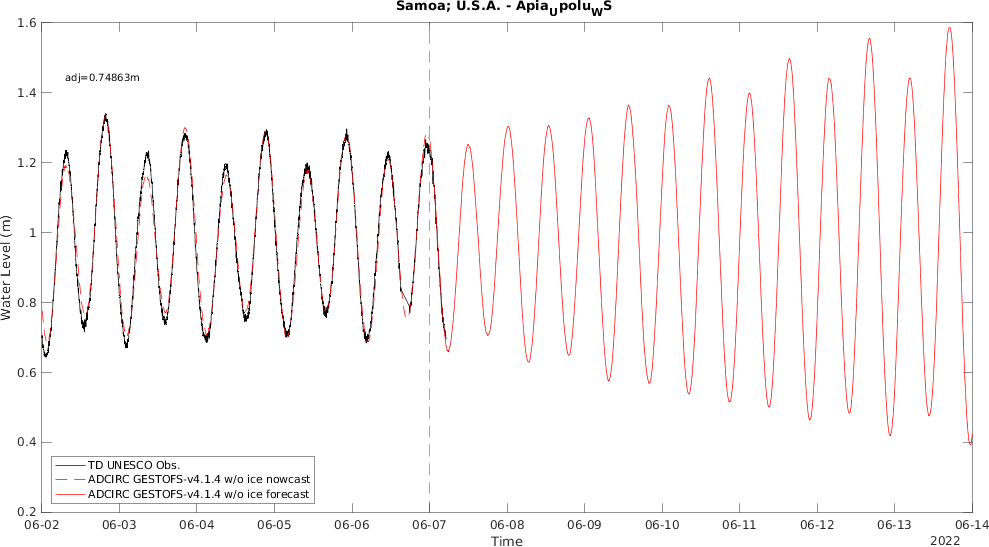 Samoa; U.S.A. - ApiaUpoluWS
1.6
adj=0.74863m
1.4
1.2
1
0.8
0.6
0.4
0.2
Water Level (m)
TD UNESCO Obs.
ADCIRC GESTOFS-v4.1.4 w/o ice nowcast
ADCIRC GESTOFS-v4.1.4 w/o ice forecast
06-02 06-03 06-04 06-05 06-06 06-07 06-08 06-09 06-10 06-11 06-12 06-13 06-14
Time
2022